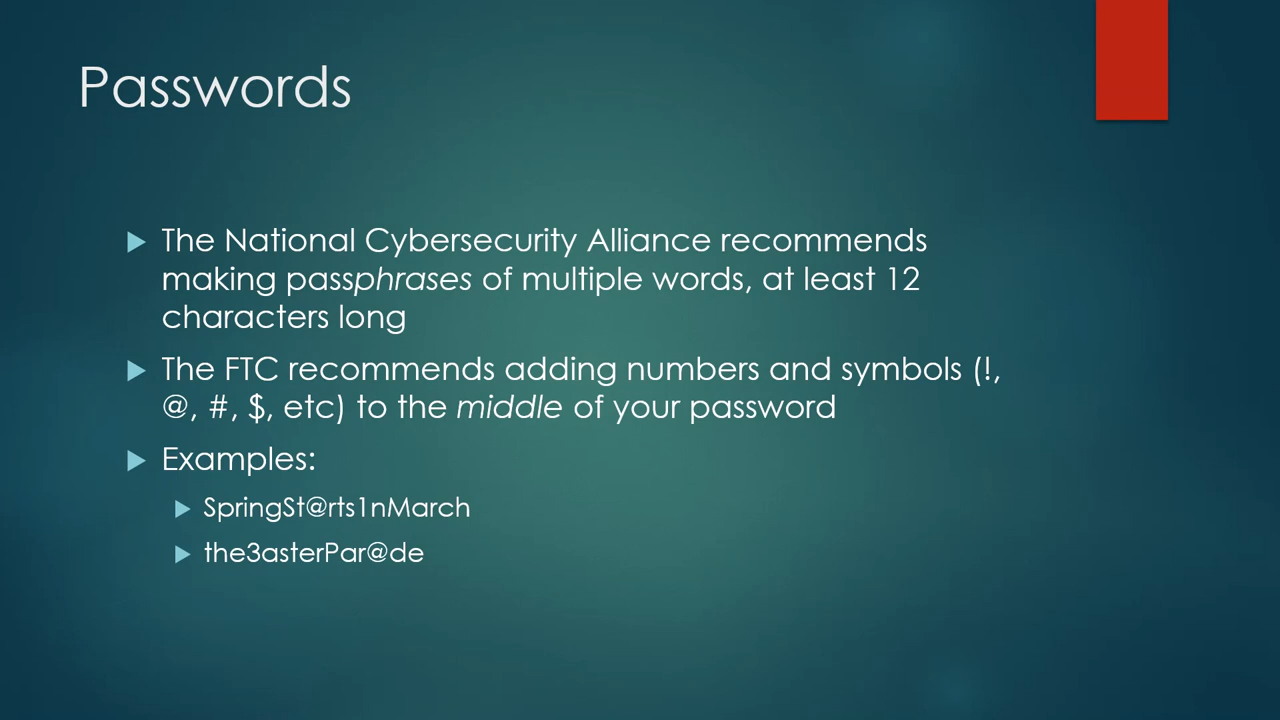 Passwords
The National Cybersecurity Alliance recommends
making passphrases of multiple words, at least 12
characters long
The FTC recommends adding numbers and symbols (!,
@, #, $, etc) to the middle of your password
Examples:
SpringSt@rts1nMarch
the3asterPar@de